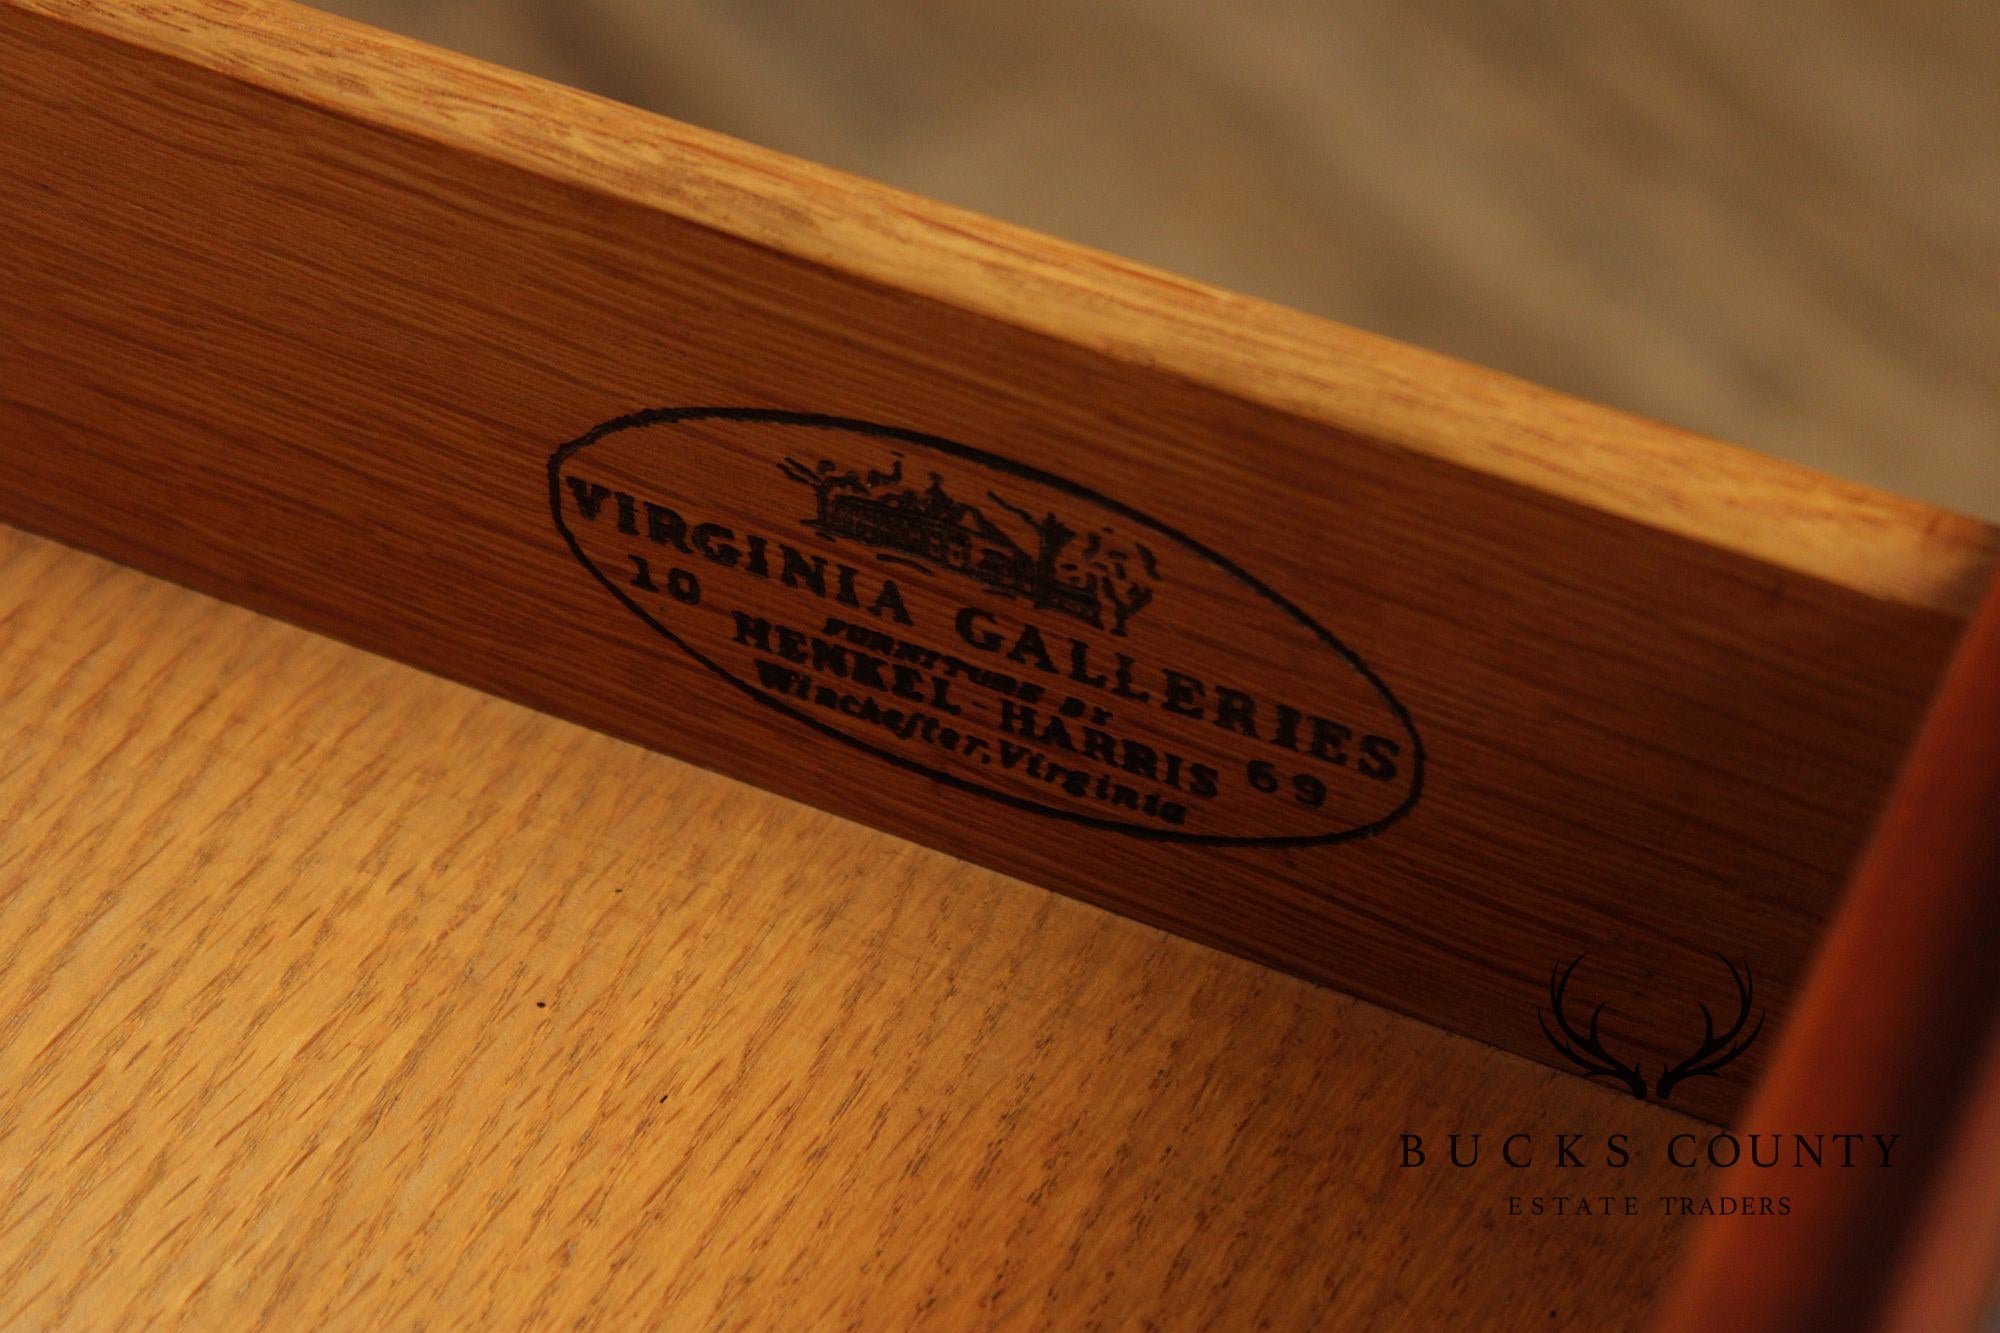 VIRGINIA GALLERIES
10 FURNITURE BY 69
HENKEL-HARRIS
Wincheſter, Virginia
BUCKS COUNTY
ESTATE TRADERS